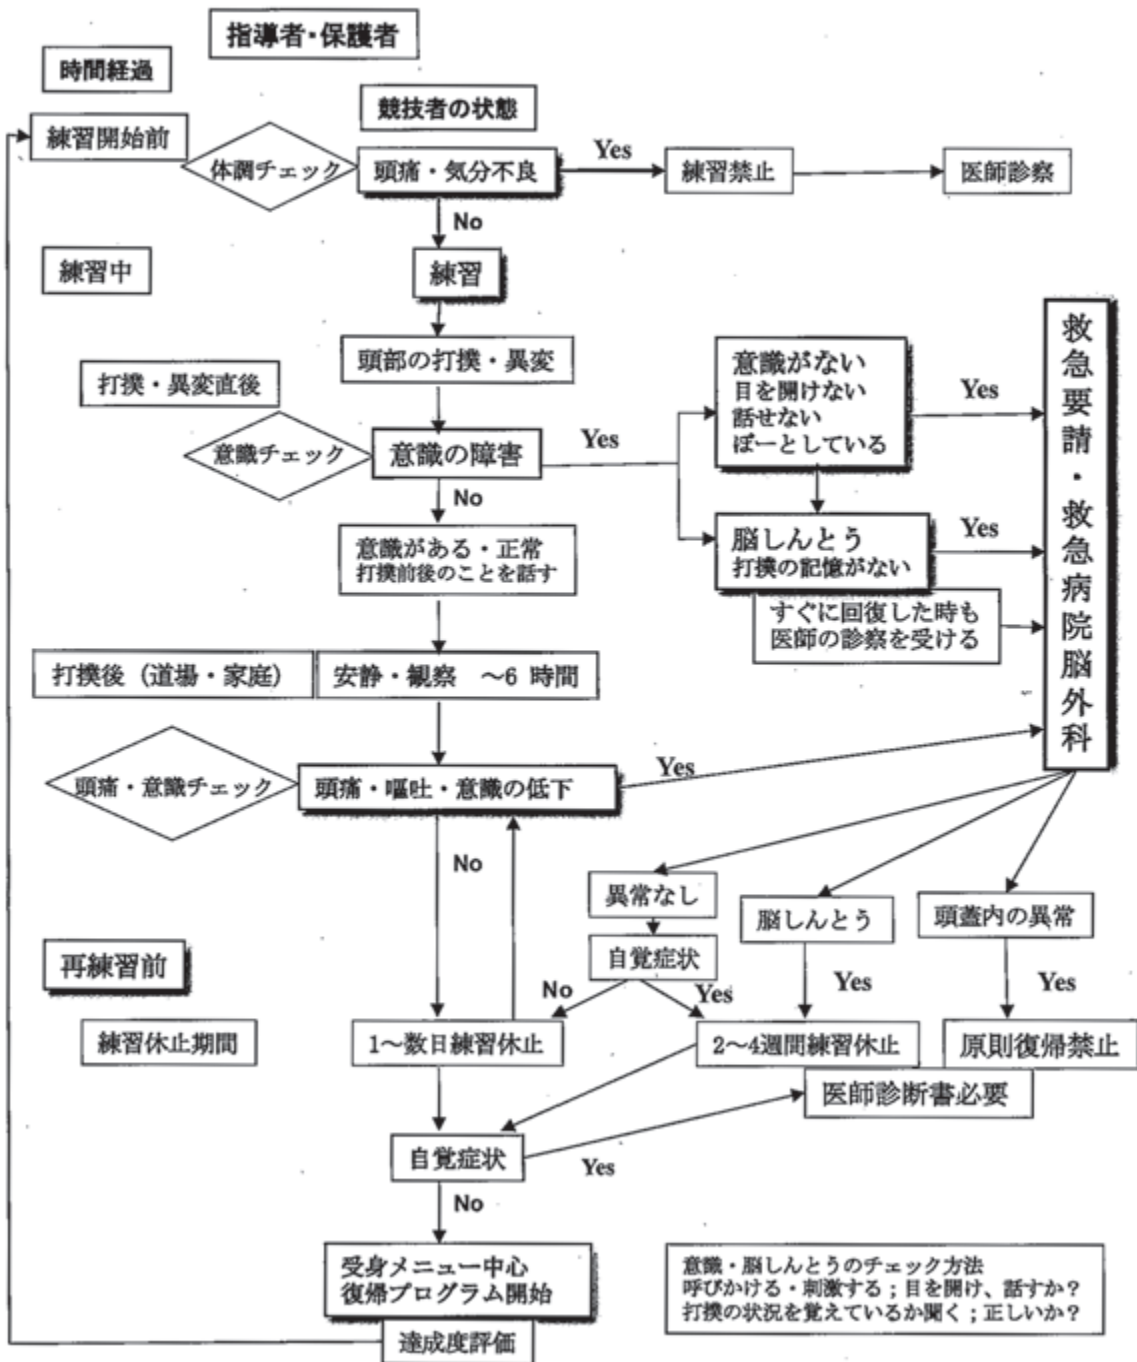 指導者・保護者
時間経過
競技者の状態
練習開始前
体調チェック
頭痛・気分不良
Yes
練習禁止
医師診察
No
練習中
練習
頭部の打撲・異変
打撲・異変直後
意識チェック
意識の障害
Yes
意識がない
目を開けない
話せない
ぼーとしている
Yes
救急要請・救急病院脳外科
No
脳しんとう
打撲の記憶がない
Yes
意識がある・正常
打撲前後のことを話す
すぐに回復した時も
医師の診察を受ける
打撲後（道場・家庭）
安静・観察 ～6 時間
頭痛・意識チェック
頭痛・嘔吐・意識の低下
Yes
No
異常なし
脳しんとう
頭蓋内の異常
再練習前
自覚症状
No
Yes
Yes
Yes
練習休止期間
1～数日練習休止
2～4週間練習休止
原則復帰禁止
医師診断書必要
自覚症状
Yes
No
受身メニュー中心
復帰プログラム開始
達成度評価
意識・脳しんとうのチェック方法
呼びかける・刺激する；目を開け、話すか？
打撲の状況を覚えているか聞く；正しいか？